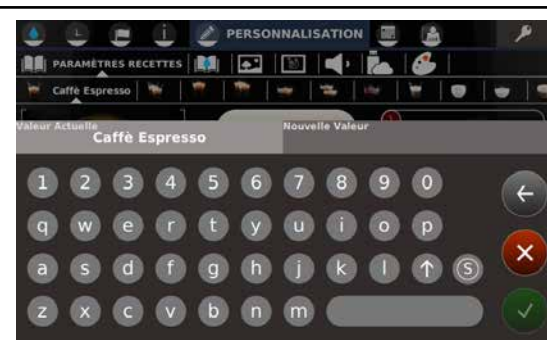 PERSONNALISATION
PARAMÈTRES RECETTES
Caffè Espresso
Valeur Actuelle
Caffè Espresso
Nouvelle Valeur
1 2 3 4 5 6 7 8 9 0
q w e r t y u i o p
a s d f g h j k l ↑ S
z x c v b n m